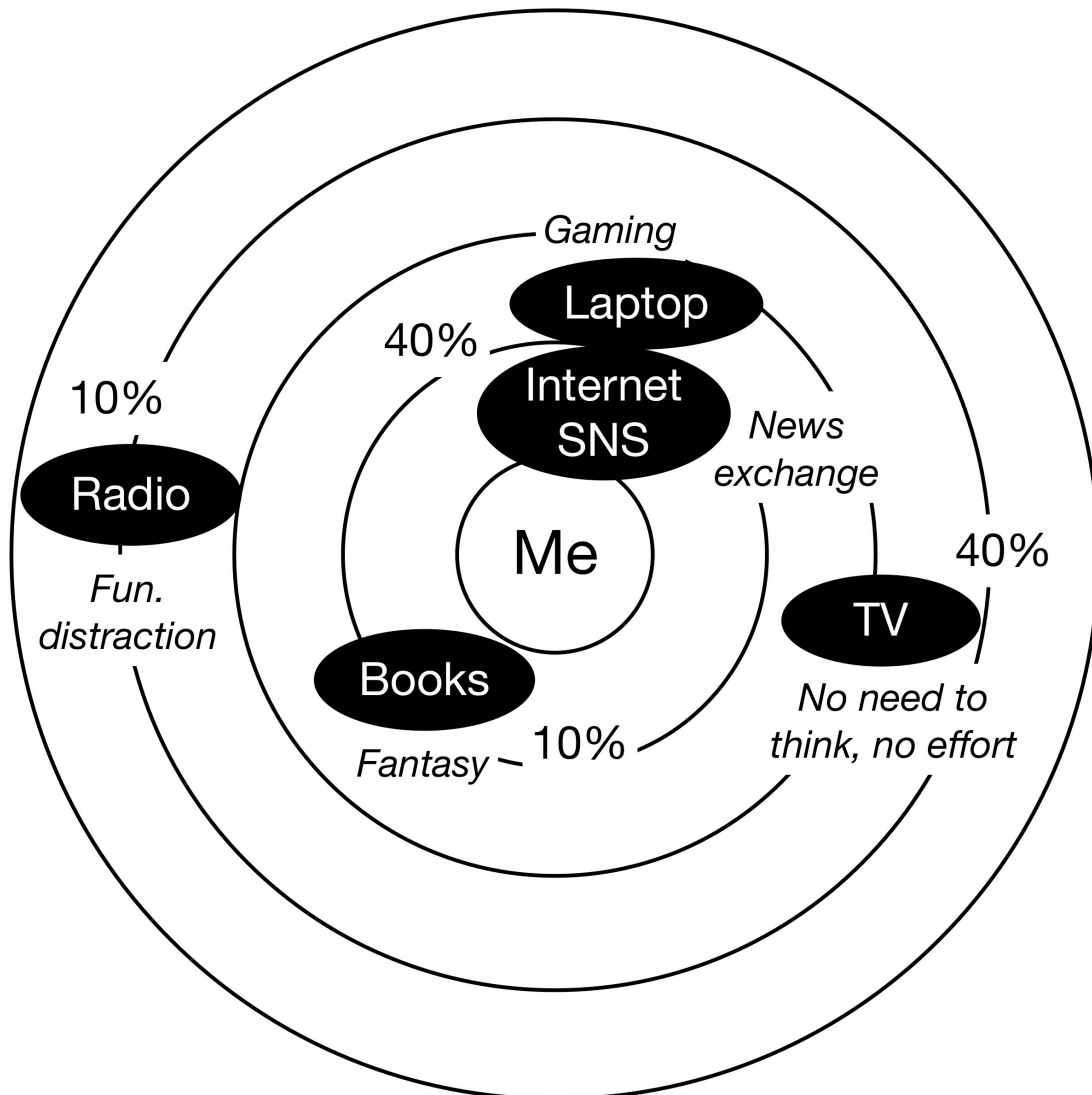 Gaming
Laptop
40%
Internet
SNS
10%
News
exchange
Radio
Me
40%
Fun.
distraction
TV
Books
No need to
think, no effort
10%
Fantasy